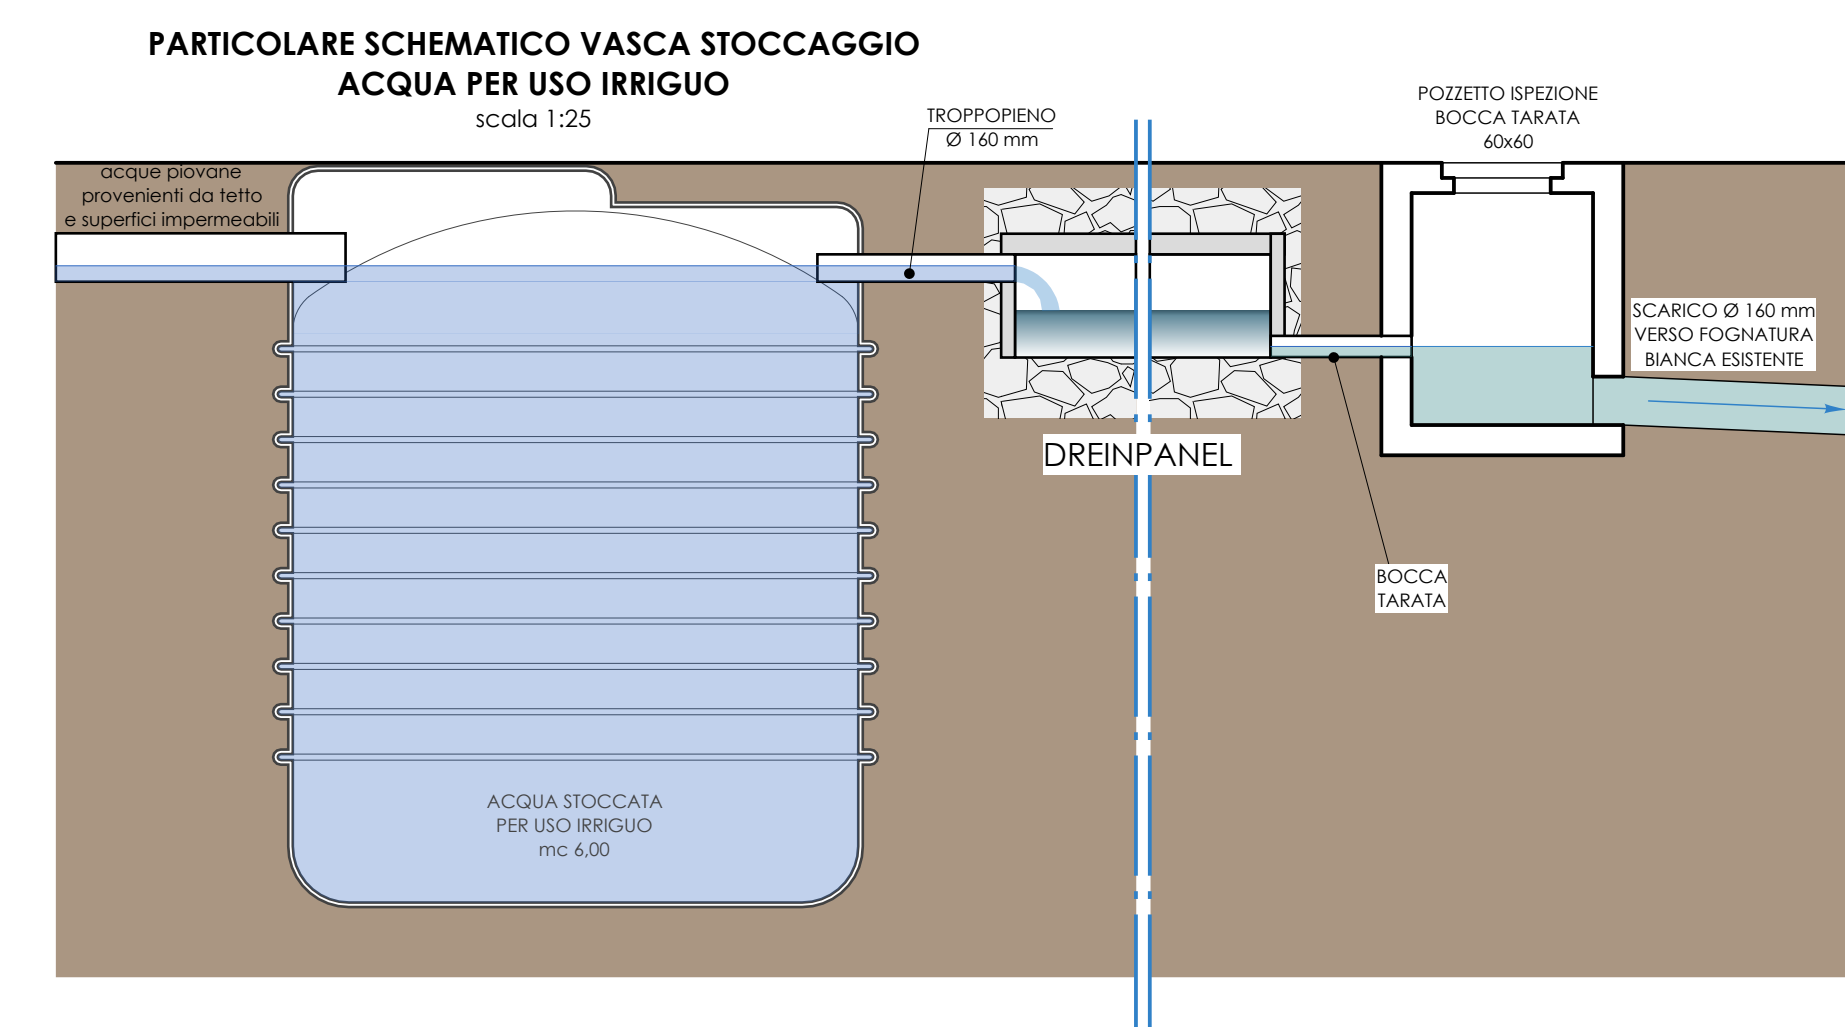 PARTICOLARE SCHEMATICO VASCA STOCCAGGIO
ACQUA PER USO IRRIGUO
scala 1:25
TROPPOPIENO
Ø 160 mm
POZZETTO ISPEZIONE
BOCCA TARATA
60x60
acque piovane
provenienti da tetto
e superfici impermeabili
SCARICO Ø 160 mm
VERSO FOGNATURA
BIANCA ESISTENTE
DREINPANEL
BOCCA
TARATA
ACQUA STOCCATA
PER USO IRRIGUO
mc 6,00